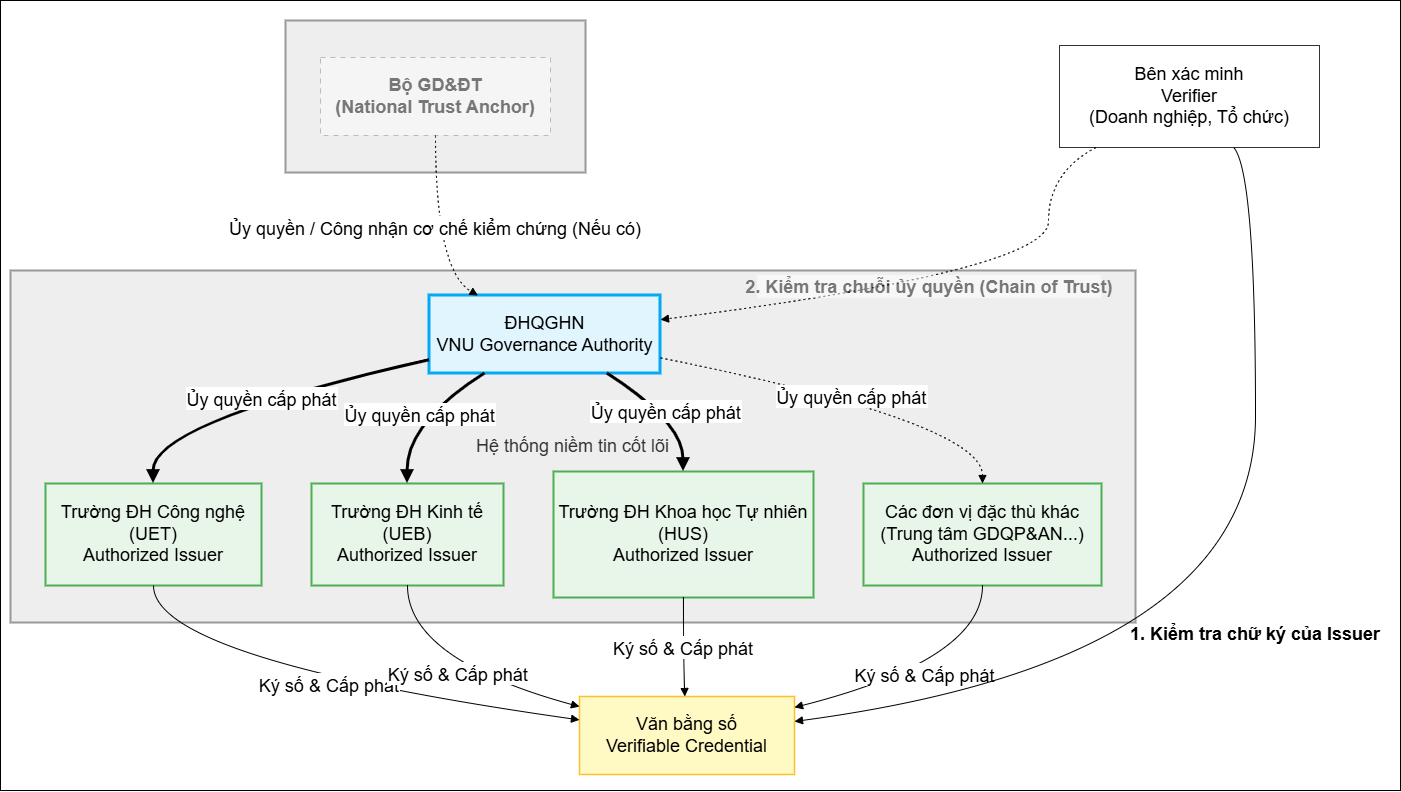 Bộ GD&ĐT
(National Trust Anchor)
Bên xác minh
Verifier
(Doanh nghiệp, Tổ chức)
Ủy quyền / Công nhận cơ chế kiểm chứng (Nếu có)
2. Kiểm tra chuỗi ủy quyền (Chain of Trust)
ĐHQGHN
VNU Governance Authority
Ủy quyền cấp phát
Ủy quyền cấp phát
Ủy quyền cấp phát
Ủy quyền cấp phát
Hệ thống niềm tin cốt lõi
Trường ĐH Công nghệ
(UET)
Authorized Issuer
Trường ĐH Kinh tế
(UEB)
Authorized Issuer
Trường ĐH Khoa học Tự nhiên
(HUS)
Authorized Issuer
Các đơn vị đặc thù khác
(Trung tâm GDQP&AN...)
Authorized Issuer
1. Kiểm tra chữ ký của Issuer
Ký số & Cấp phát
Ký số & Cấp phát
Ký số & Cấp phát
Ký số & Cấp phát
Văn bằng số
Verifiable Credential